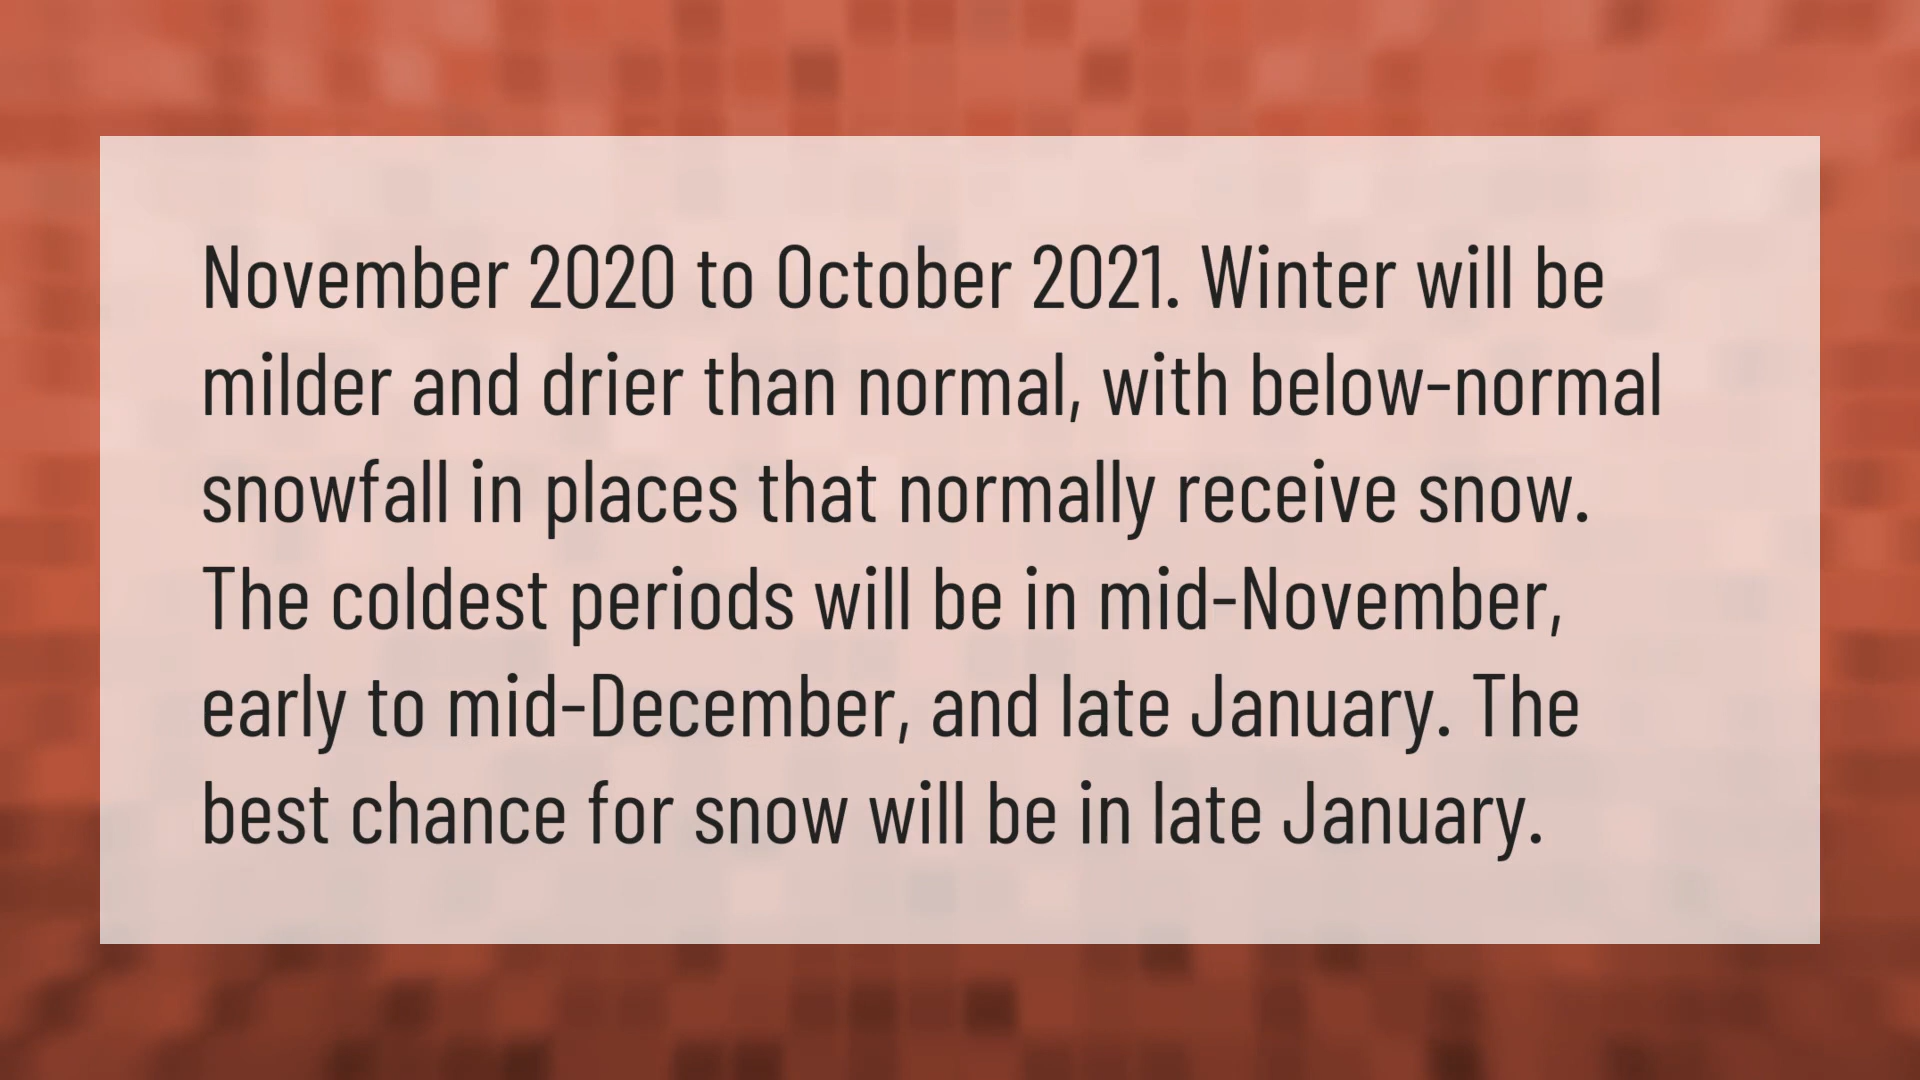 November 2020 to October 2021. Winter will be
milder and drier than normal, with below-normal
snowfall in places that normally receive snow.
The coldest periods will be in mid-November,
early to mid-December, and late January. The
best chance for snow will be in late January.